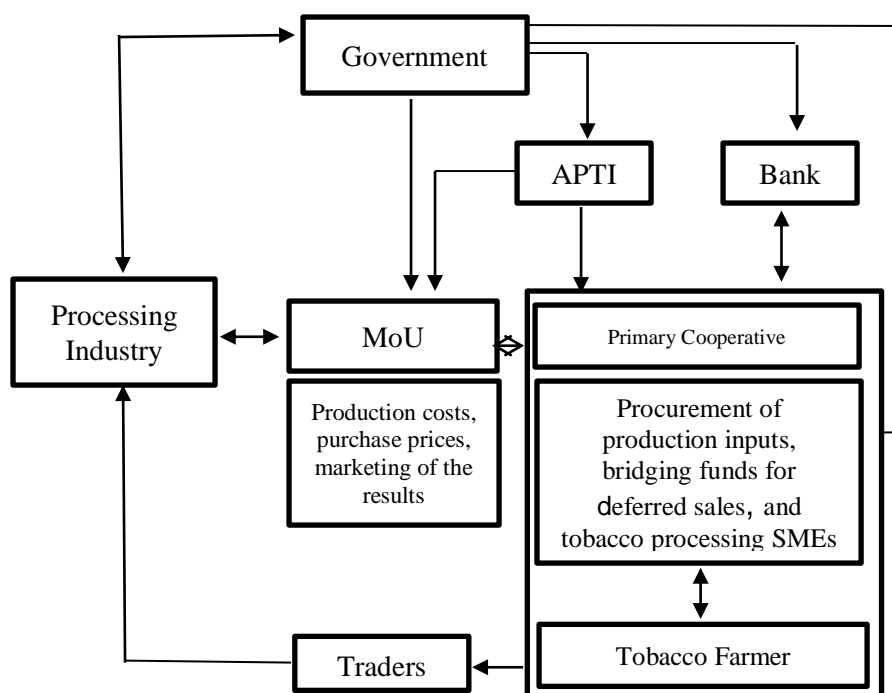 Government
APTI
Bank
Processing
Industry
MoU
Primary Cooperative
Production costs,
purchase prices,
marketing of the
results
Procurement of
production inputs,
bridging funds for
deferred sales, and
tobacco processing SMEs
Traders
Tobacco Farmer